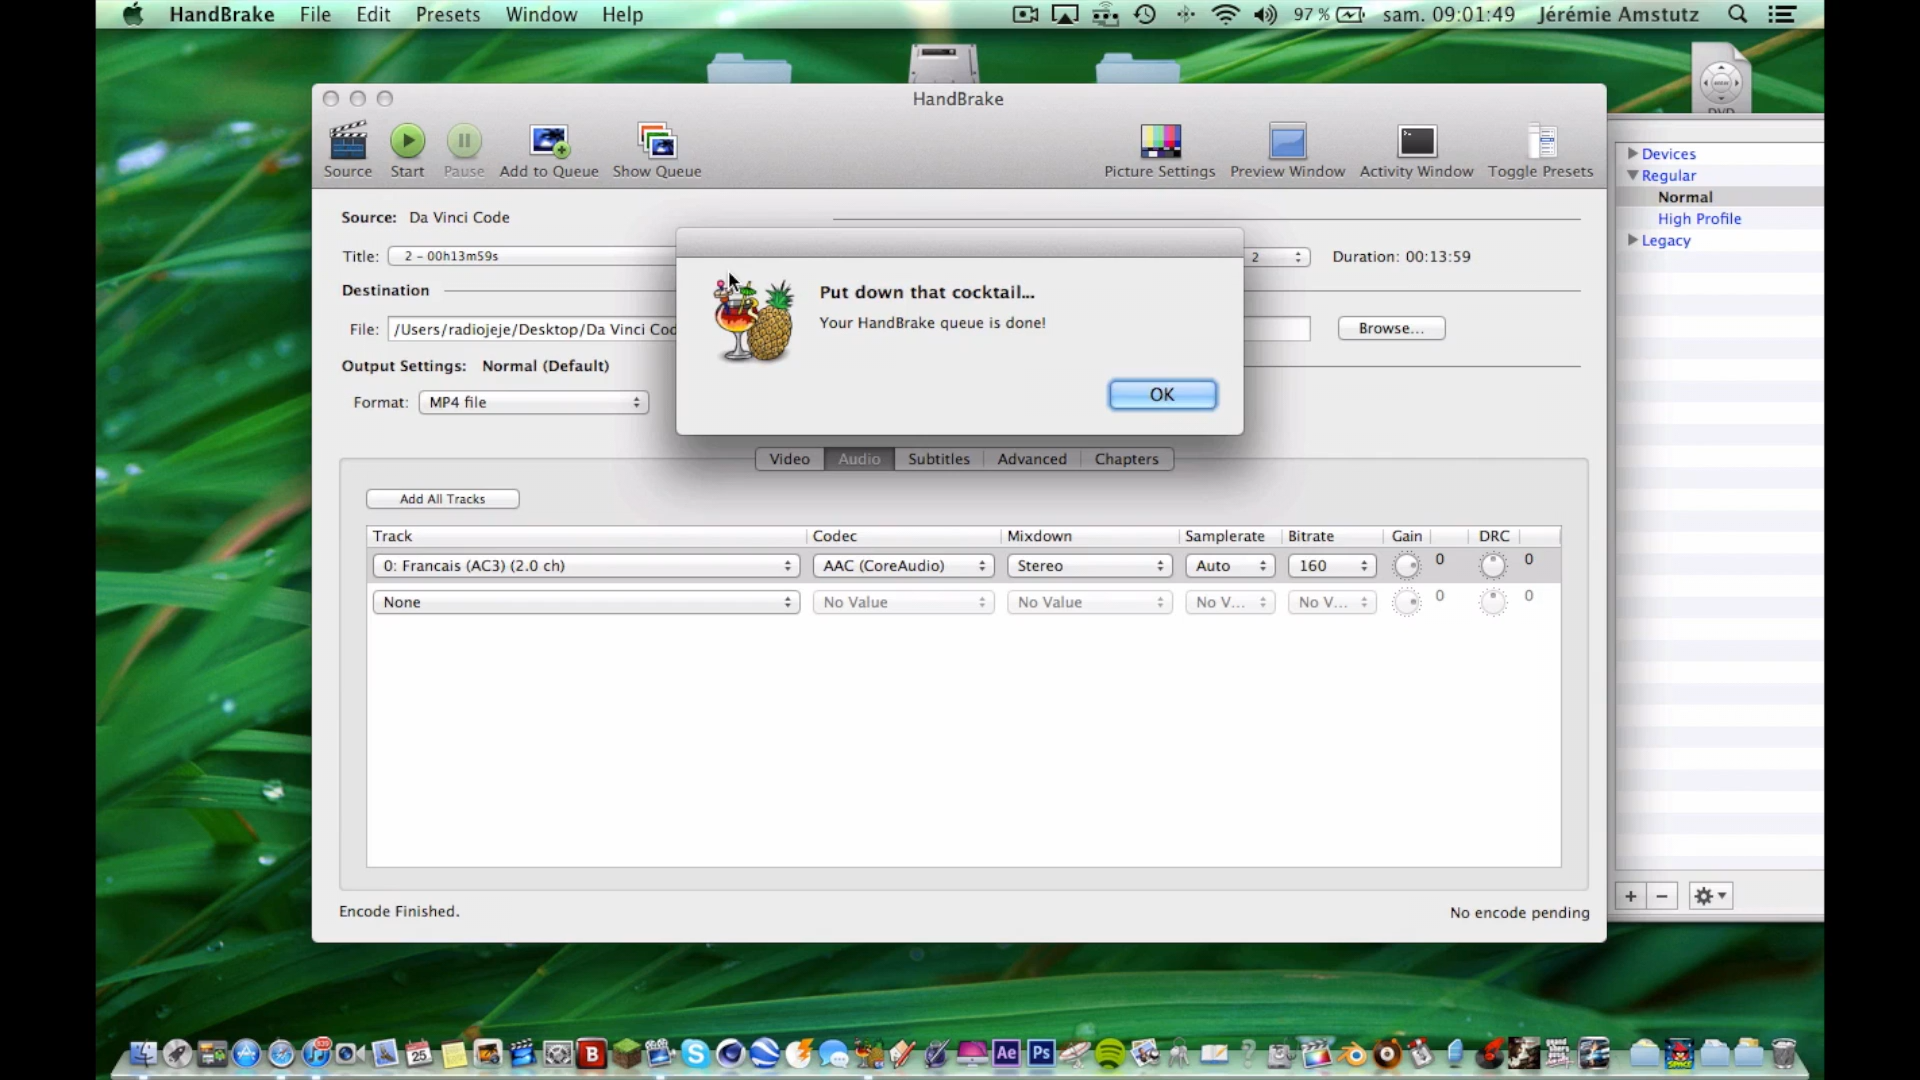 HandBrake File Edit Presets Window Help 97 % sam. 09:01:49 Jérémie Amstutz
HandBrake
Source Start Pause Add to Queue Show Queue Picture Settings Preview Window Activity Window Toggle Presets
Source: Da Vinci Code
Title: 2 - 00h13m59s 2 Duration: 00:13:59
Destination
File: /Users/radiojeje/Desktop/Da Vinci Browse...
Output Settings: Normal (Default)
Format: MP4 file
Put down that cocktail...
Your HandBrake queue is done!
OK
Video Audio Subtitles Advanced Chapters
Add All Tracks
Track Codec Mixdown Samplerate Bitrate Gain DRC
0: Francais (AC3) (2.0 ch) AAC (CoreAudio) Stereo Auto 160 0 0
None No Value No Value No V... No V... 0 0
Encode Finished. No encode pending
DVD
Devices
Regular
Normal
High Profile
Legacy
25 B Ae Ps